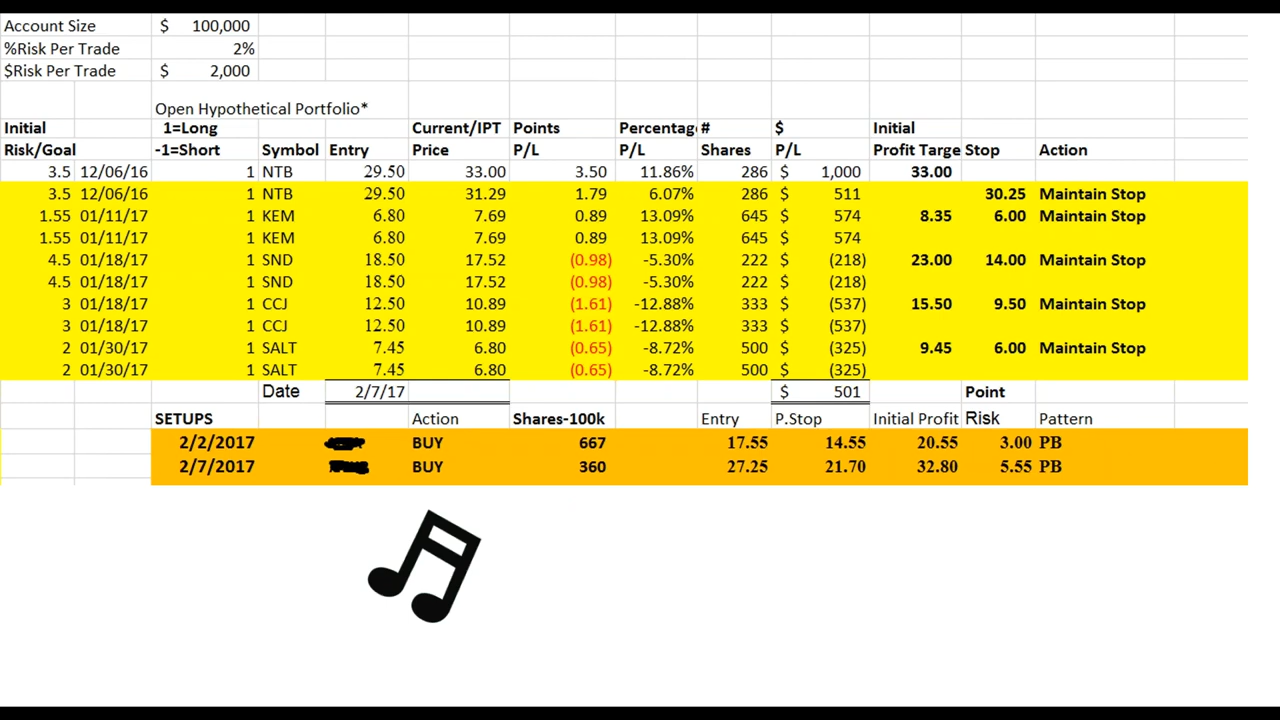 Account Size $ 100,000
%Risk Per Trade 2%
$Risk Per Trade $ 2,000
Open Hypothetical Portfolio*
Initial 1=Long Current/IPT Points Percentag # $ Initial
Risk/Goal -1=Short Symbol Entry Price P/L P/L Shares P/L Profit Targe Stop Action
3.5 12/06/16 1 NTB 29.50 33.00 3.50 11.86% 286 $ 1,000 33.00
3.5 12/06/16 1 NTB 29.50 31.29 1.79 6.07% 286 $ 511 30.25 Maintain Stop
1.55 01/11/17 1 KEM 6.80 7.69 0.89 13.09% 645 $ 574 8.35 6.00 Maintain Stop
1.55 01/11/17 1 KEM 6.80 7.69 0.89 13.09% 645 $ 574
4.5 01/18/17 1 SND 18.50 17.52 (0.98) -5.30% 222 $ (218) 23.00 14.00 Maintain Stop
4.5 01/18/17 1 SND 18.50 17.52 (0.98) -5.30% 222 $ (218)
3 01/18/17 1 CCJ 12.50 10.89 (1.61) -12.88% 333 $ (537) 15.50 9.50 Maintain Stop
3 01/18/17 1 CCJ 12.50 10.89 (1.61) -12.88% 333 $ (537)
2 01/30/17 1 SALT 7.45 6.80 (0.65) -8.72% 500 $ (325) 9.45 6.00 Maintain Stop
2 01/30/17 1 SALT 7.45 6.80 (0.65) -8.72% 500 $ (325)
Date 2/7/17 $ 501 Point
SETUPS Action Shares-100k Entry P.Stop Initial Profit Risk Pattern
2/2/2017 BUY 667 17.55 14.55 20.55 3.00 PB
2/7/2017 BUY 360 27.25 21.70 32.80 5.55 PB